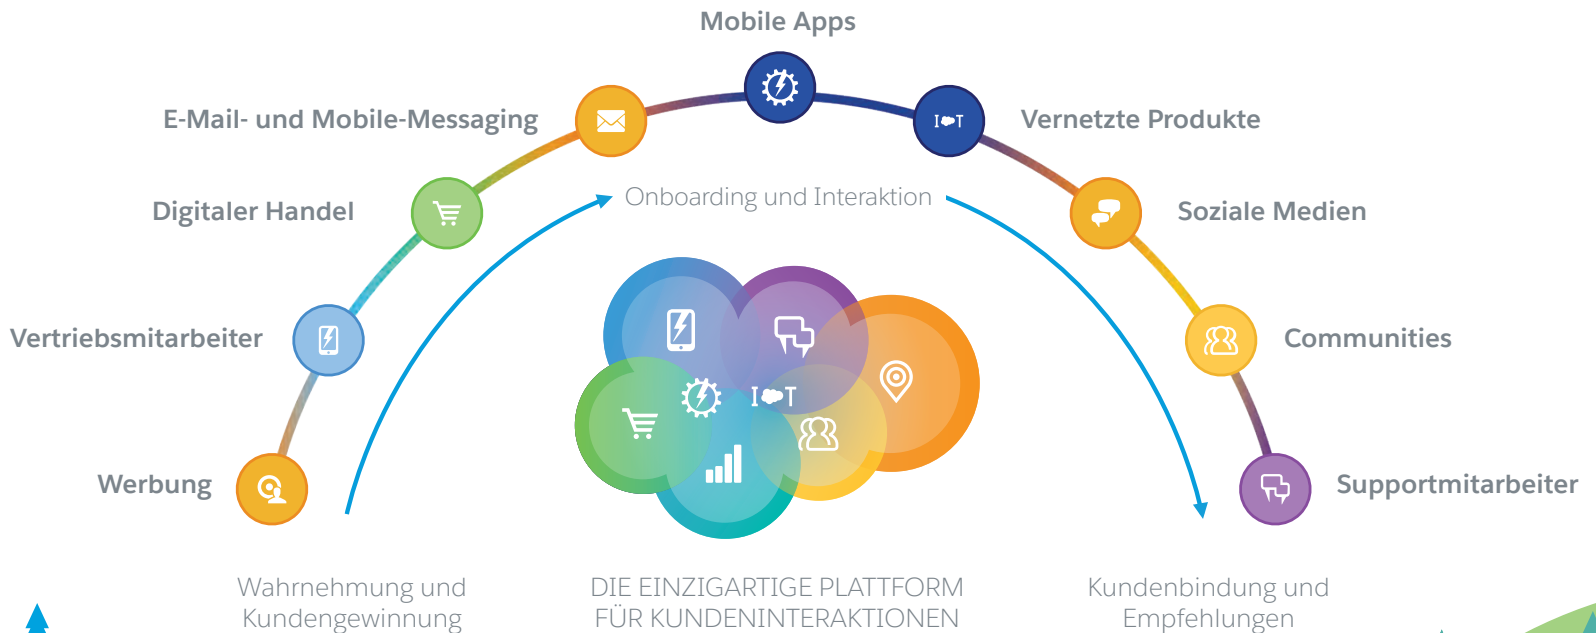 Mobile Apps
E-Mail- und Mobile-Messaging
I T
Vernetzte Produkte
Onboarding und Interaktion
Digitaler Handel
Soziale Medien
Vertriebsmitarbeiter
Communities
I T
Werbung
Supportmitarbeiter
Wahrnehmung und
Kundengewinnung
DIE EINZIGARTIGE PLATTFORM
FÜR KUNDENINTERAKTIONEN
Kundenbindung und
Empfehlungen